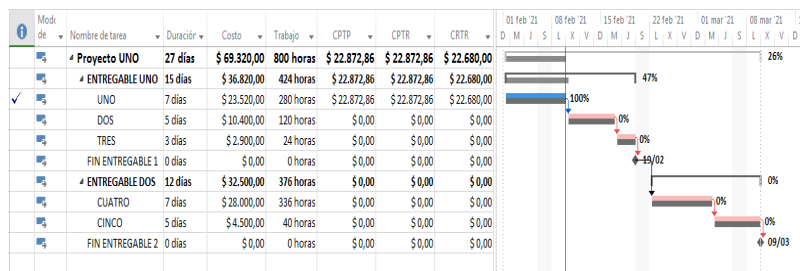 Modo de Nombre de tarea Duración Costo Trabajo CPTP CPTR CRTR 01 feb '21 08 feb '21 15 feb '21 22 feb '21 01 mar '21 08 mar '21
D M J S L X V D M J S L X V D M J S L X
Proyecto UNO 27 días $ 69.320,00 800 horas $ 22.872,86 $ 22.872,86 $ 22.680,00 26%
ENTREGABLE UNO 15 días $ 36.820,00 424 horas $ 22.872,86 $ 22.872,86 $ 22.680,00 47%
UNO 7 días $ 23.520,00 280 horas $ 22.872,86 $ 22.872,86 $ 22.680,00 100%
DOS 5 días $ 10.400,00 120 horas $ 0,00 $ 0,00 $ 0,00 0%
TRES 3 días $ 2.900,00 24 horas $ 0,00 $ 0,00 $ 0,00 0%
FIN ENTREGABLE 1 0 días $ 0,00 0 horas $ 0,00 $ 0,00 $ 0,00 19/02
ENTREGABLE DOS 12 días $ 32.500,00 376 horas $ 0,00 $ 0,00 $ 0,00 0%
CUATRO 7 días $ 28.000,00 336 horas $ 0,00 $ 0,00 $ 0,00 0%
CINCO 5 días $ 4.500,00 40 horas $ 0,00 $ 0,00 $ 0,00 0%
FIN ENTREGABLE 2 0 días $ 0,00 0 horas $ 0,00 $ 0,00 $ 0,00 09/03